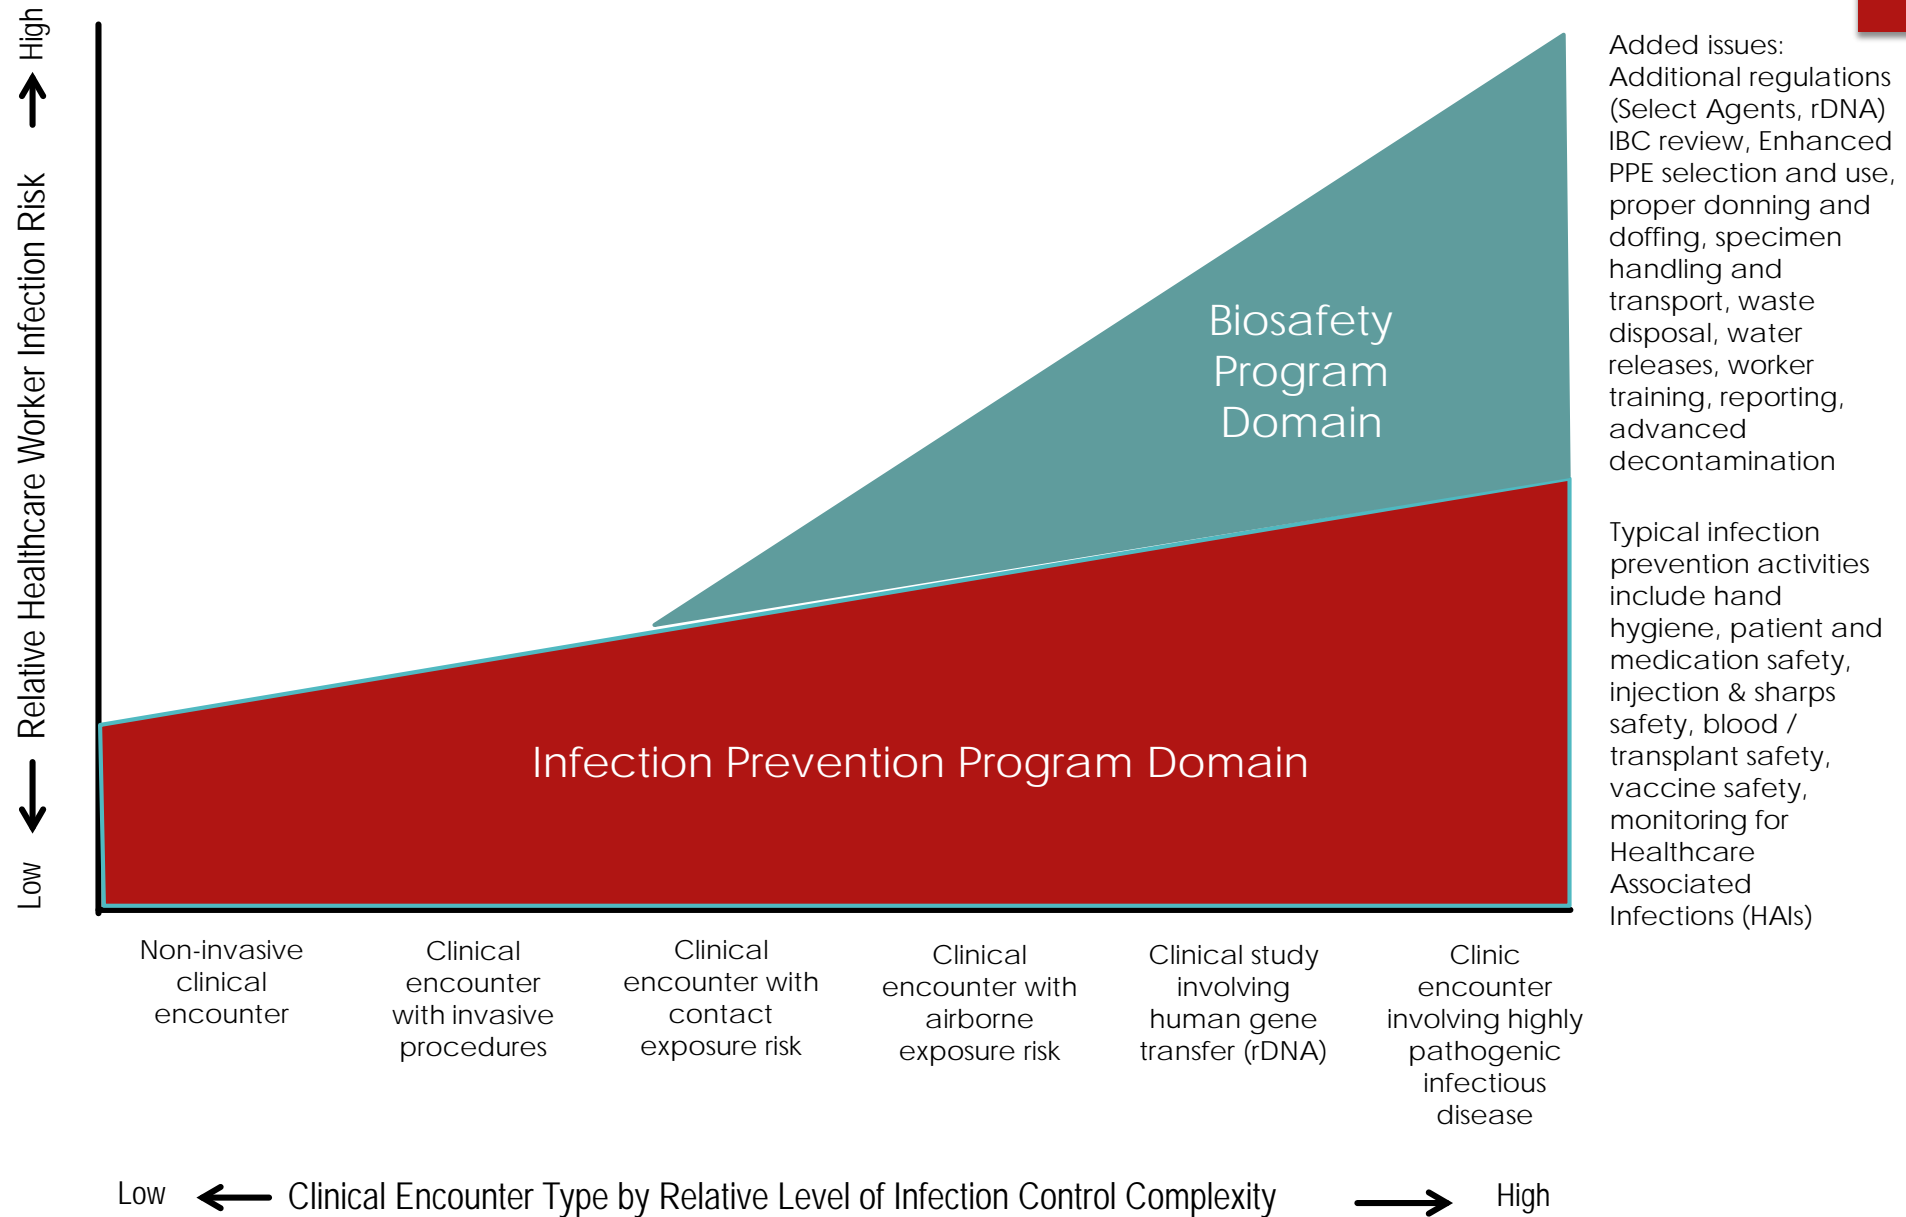 High
Relative Healthcare Worker Infection Risk
Low
Biosafety
Program
Domain
Infection Prevention Program Domain
Added issues:
Additional regulations
(Select Agents, rDNA)
IBC review, Enhanced
PPE selection and use,
proper donning and
doffing, specimen
handling and
transport, waste
disposal, water
releases, worker
training, reporting,
advanced
decontamination
Typical infection
prevention activities
include hand
hygiene, patient and
medication safety,
injection & sharps
safety, blood /
transplant safety,
vaccine safety,
monitoring for
Healthcare
Associated
Infections (HAIs)
Non-invasive
clinical
encounter
Clinical
encounter
with invasive
procedures
Clinical
encounter with
contact
exposure risk
Clinical
encounter with
airborne
exposure risk
Clinical study
involving
human gene
transfer (rDNA)
Clinic
encounter
involving highly
pathogenic
infectious
disease
Low
Clinical Encounter Type by Relative Level of Infection Control Complexity
High